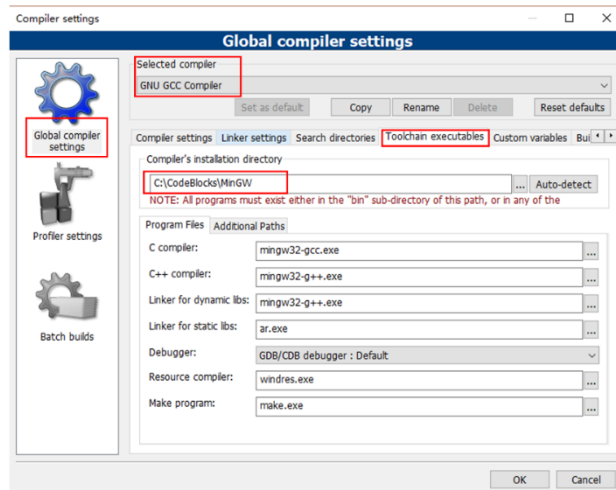 Compiler settings
Global compiler settings
Global compiler settings
Profiler settings
Batch builds
Selected compiler
GNU GCC Compiler
Set as default Copy Rename Delete Reset defaults
Compiler settings Linker settings Search directories Toolchain executables Custom variables Bui
Compiler's installation directory
C:\CodeBlocks\MinGW ... Auto-detect
NOTE: All programs must exist either in the "bin" sub-directory of this path, or in any of the
Program Files Additional Paths
C compiler: mingw32-gcc.exe ...
C++ compiler: mingw32-g++.exe ...
Linker for dynamic libs: mingw32-g++.exe ...
Linker for static libs: ar.exe ...
Debugger: GDB/CDB debugger : Default
Resource compiler: windres.exe ...
Make program: make.exe ...
OK Cancel